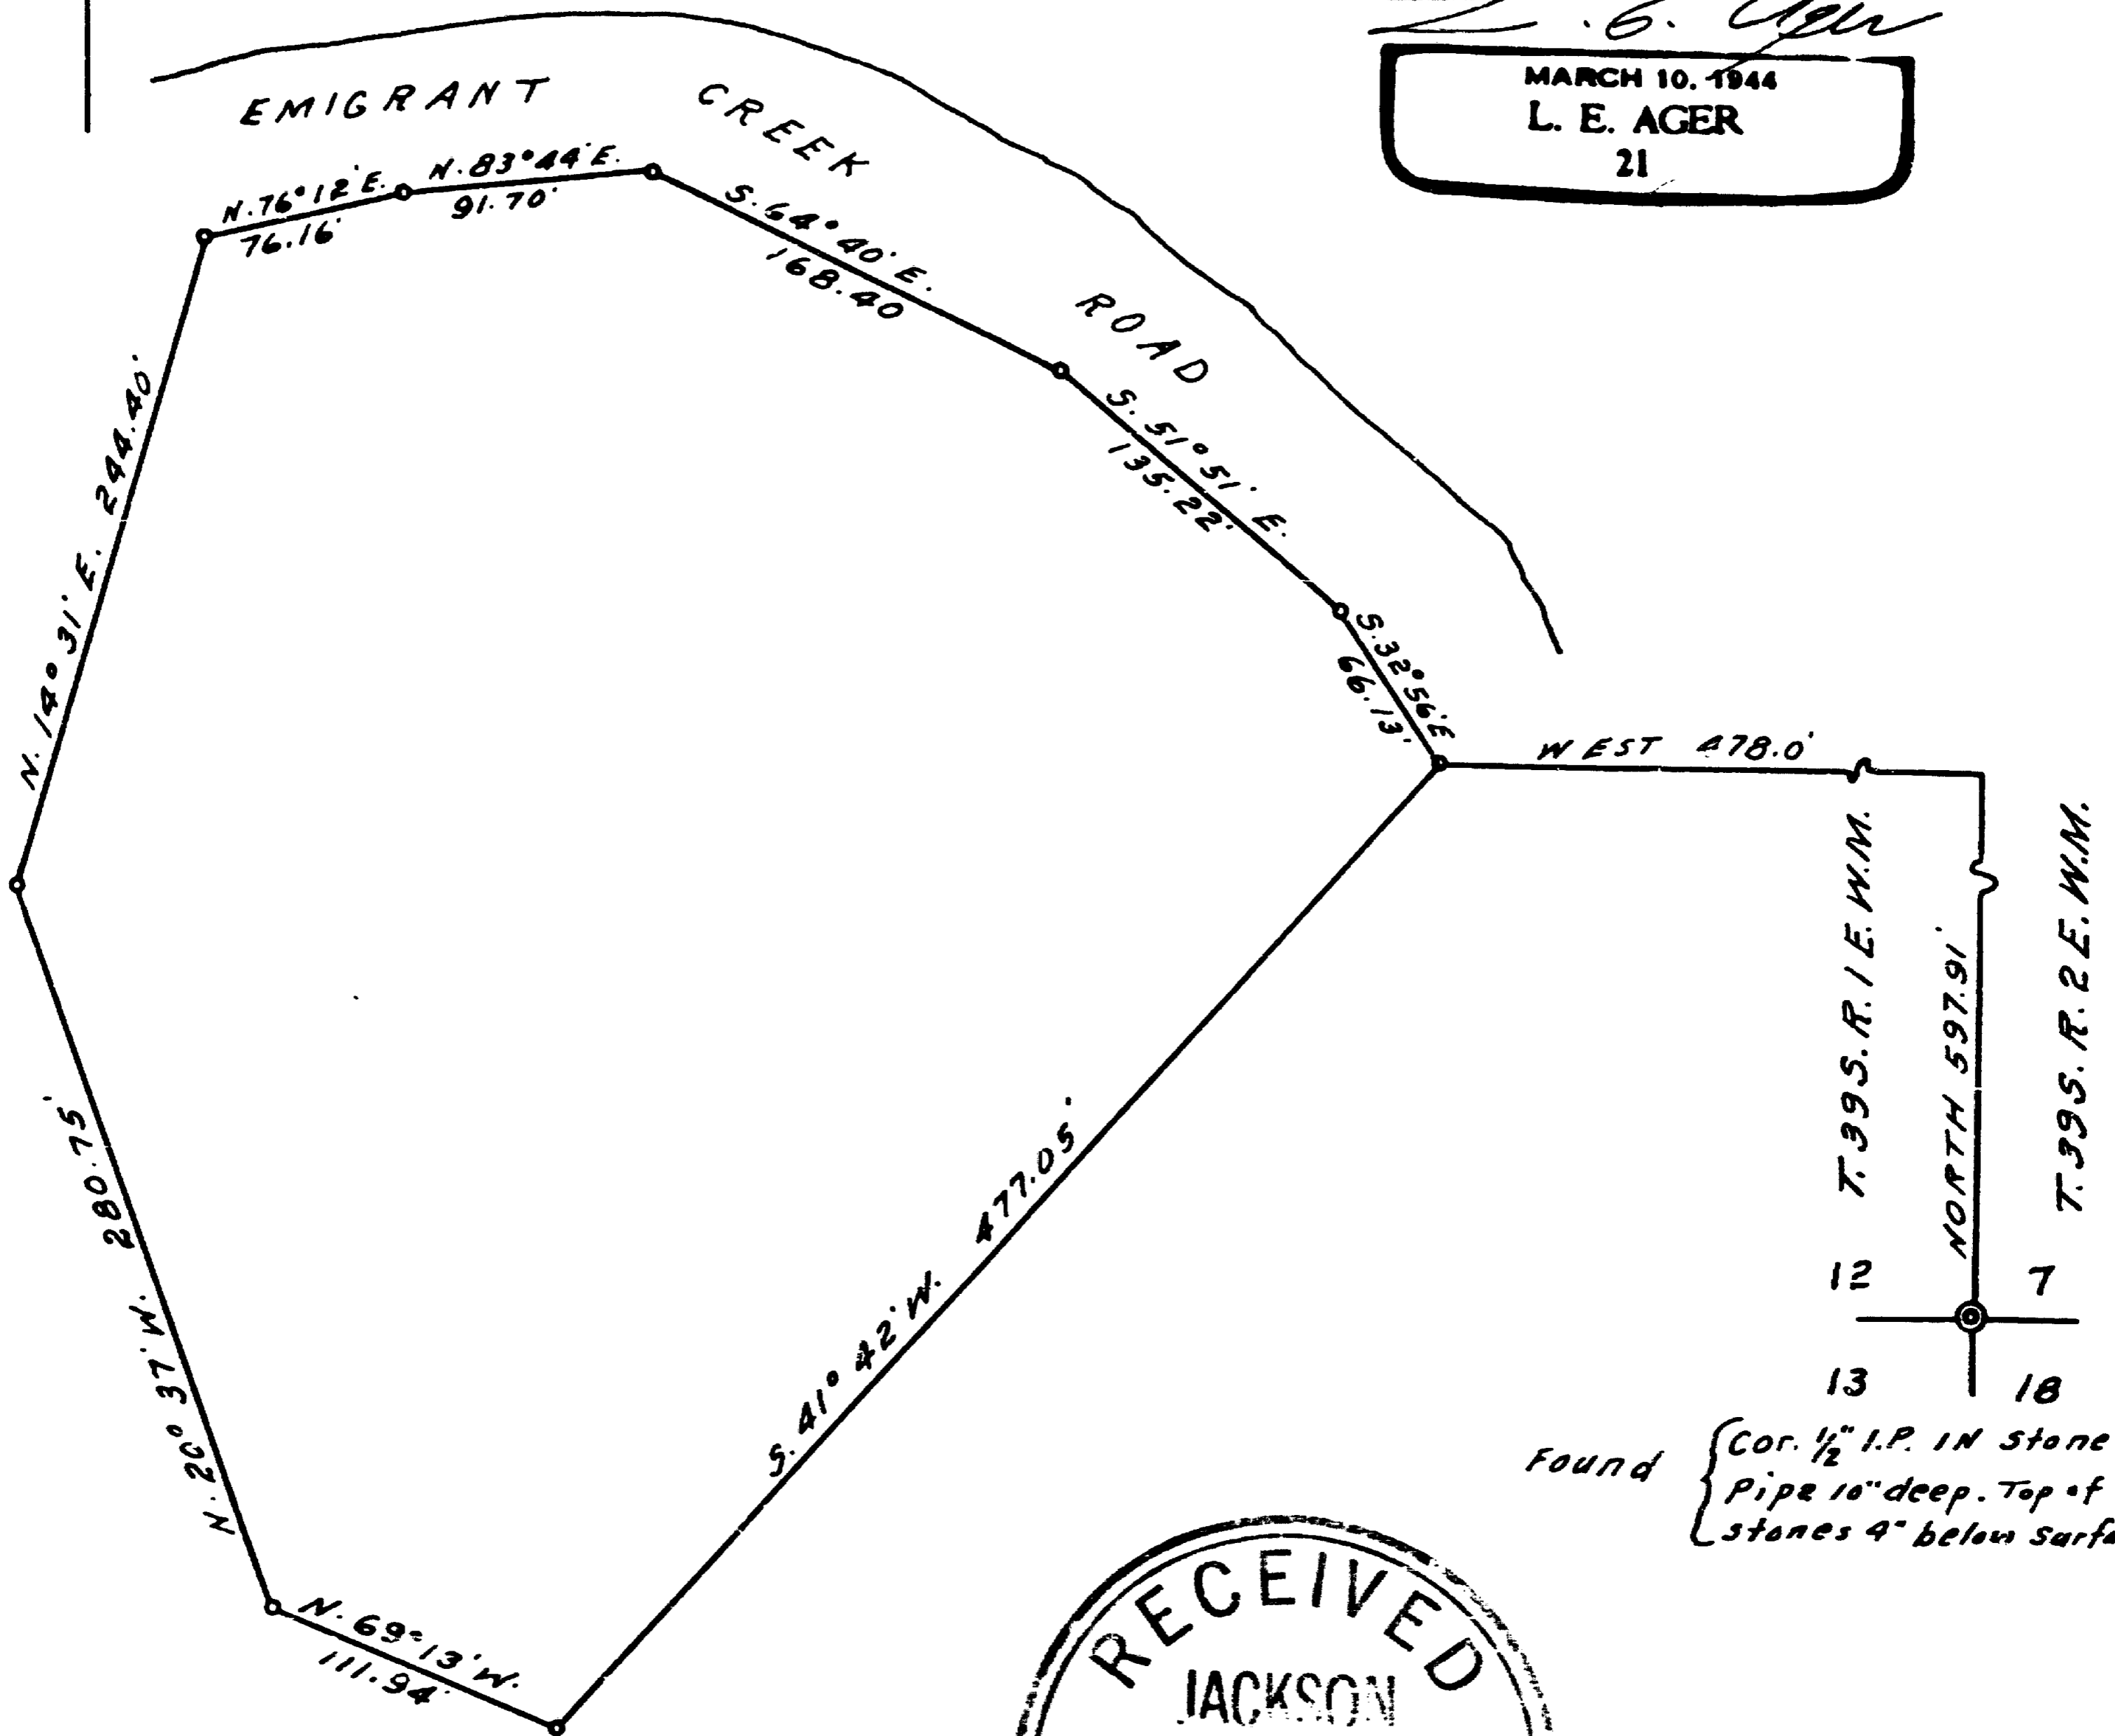 L. E. Ager
MARCH 10. 1944
L. E. AGER
21
EMIGRANT CREEK ROAD
N. 76° 12' E.
76.16'
N. 83° 44' E.
91.70'
S. 64° 40' E.
168.40
S. 51° 51' E.
135.22'
S. 32° 56' E
66.13'
WEST 478.0'
N. 14° 31' E. 244.40'
T. 39 S. R. 1 E. W.M.
NORTH 597.91'
T. 39 S. R. 2 E. W.M.
12
7
13
18
N. 20° 37' W. 280.75'
S. 41° 42' W. 477.05'
N. 69° 13' W.
111.94'
Found
Cor. 1/2" I.P. IN Stone
Pipe 10" deep. Top of
stones 4" below
RECEIVED
JACKSON